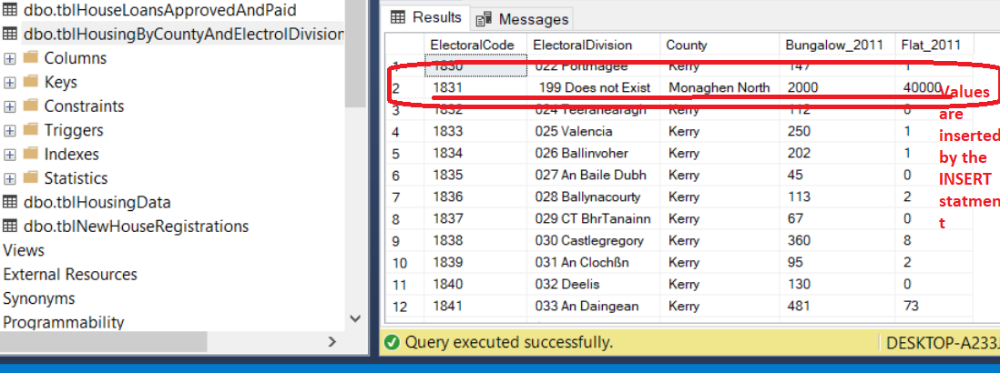 dbo.tblHouseLoansApprovedAndPaid
dbo.tblHousingByCountyAndElectrolDivision
Columns
Keys
Constraints
Triggers
Indexes
Statistics
dbo.tblHousingData
dbo.tblNewHouseRegistrations
Views
External Resources
Synonyms
Programmability
Results Messages
ElectoralCode ElectoralDivision County Bungalow_2011 Flat_2011
1 1830 022 Portmagee Kerry 147 1
2 1831 199 Does not Exist Monaghen North 2000 40000
3 1832 024 Teeranearagh Kerry 112 0
4 1833 025 Valencia Kerry 250 1
5 1834 026 Ballinvoher Kerry 202 1
6 1835 027 An Baile Dubh Kerry 45 0
7 1836 028 Ballynacourty Kerry 113 2
8 1837 029 CT BhrTanainn Kerry 67 0
9 1838 030 Castlegregory Kerry 360 8
10 1839 031 An Clochßn Kerry 95 2
11 1840 032 Deelis Kerry 130 0
12 1841 033 An Daingean Kerry 481 73
Values
are
inserted
by the
INSERT
statmen
t
Query executed successfully. DESKTOP-A233J